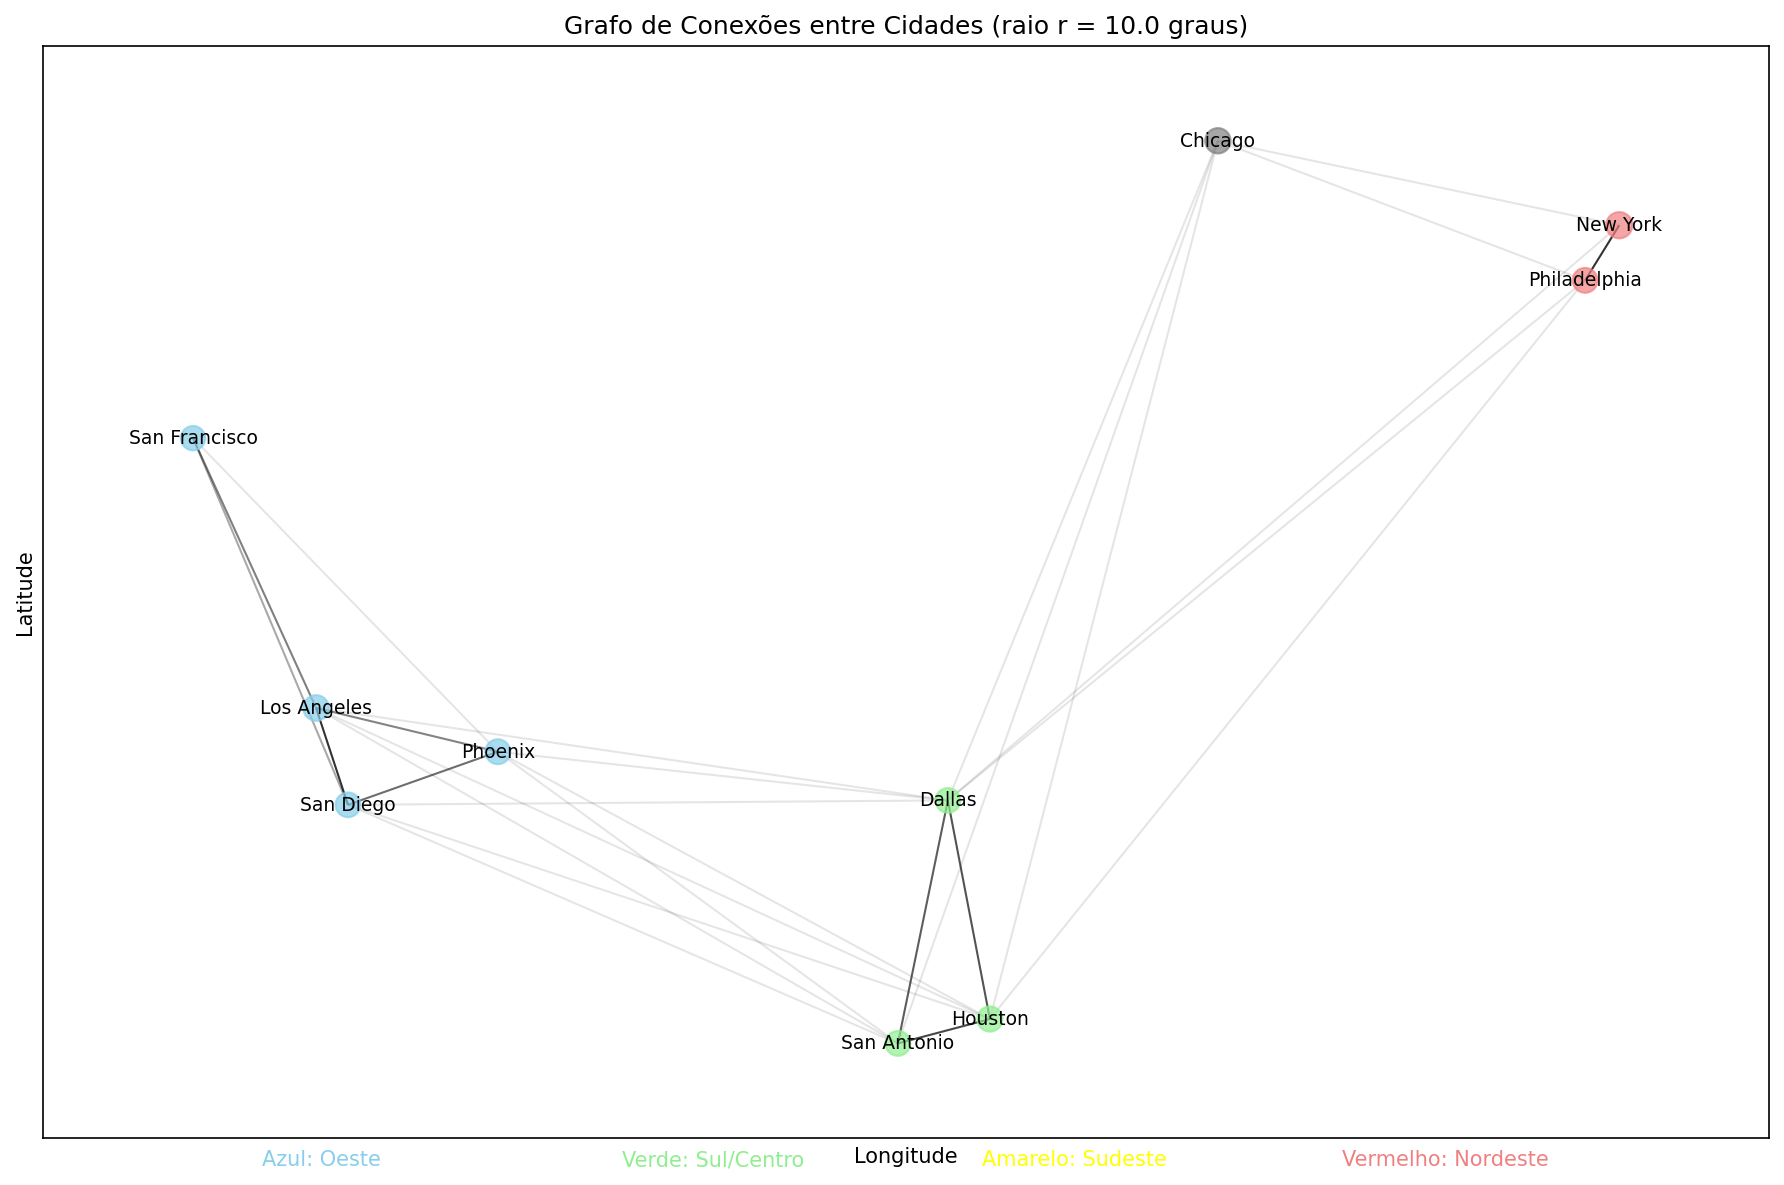 Grafo de Conexões entre Cidades (raio r = 10.0 graus)
Chicago
New York
Philadelphia
San Francisco
Latitude
Los Angeles
Phoenix
San Diego
Dallas
Houston
San Antonio
Longitude
Azul: Oeste
Verde: Sul/Centro
Amarelo: Sudeste
Vermelho: Nordeste